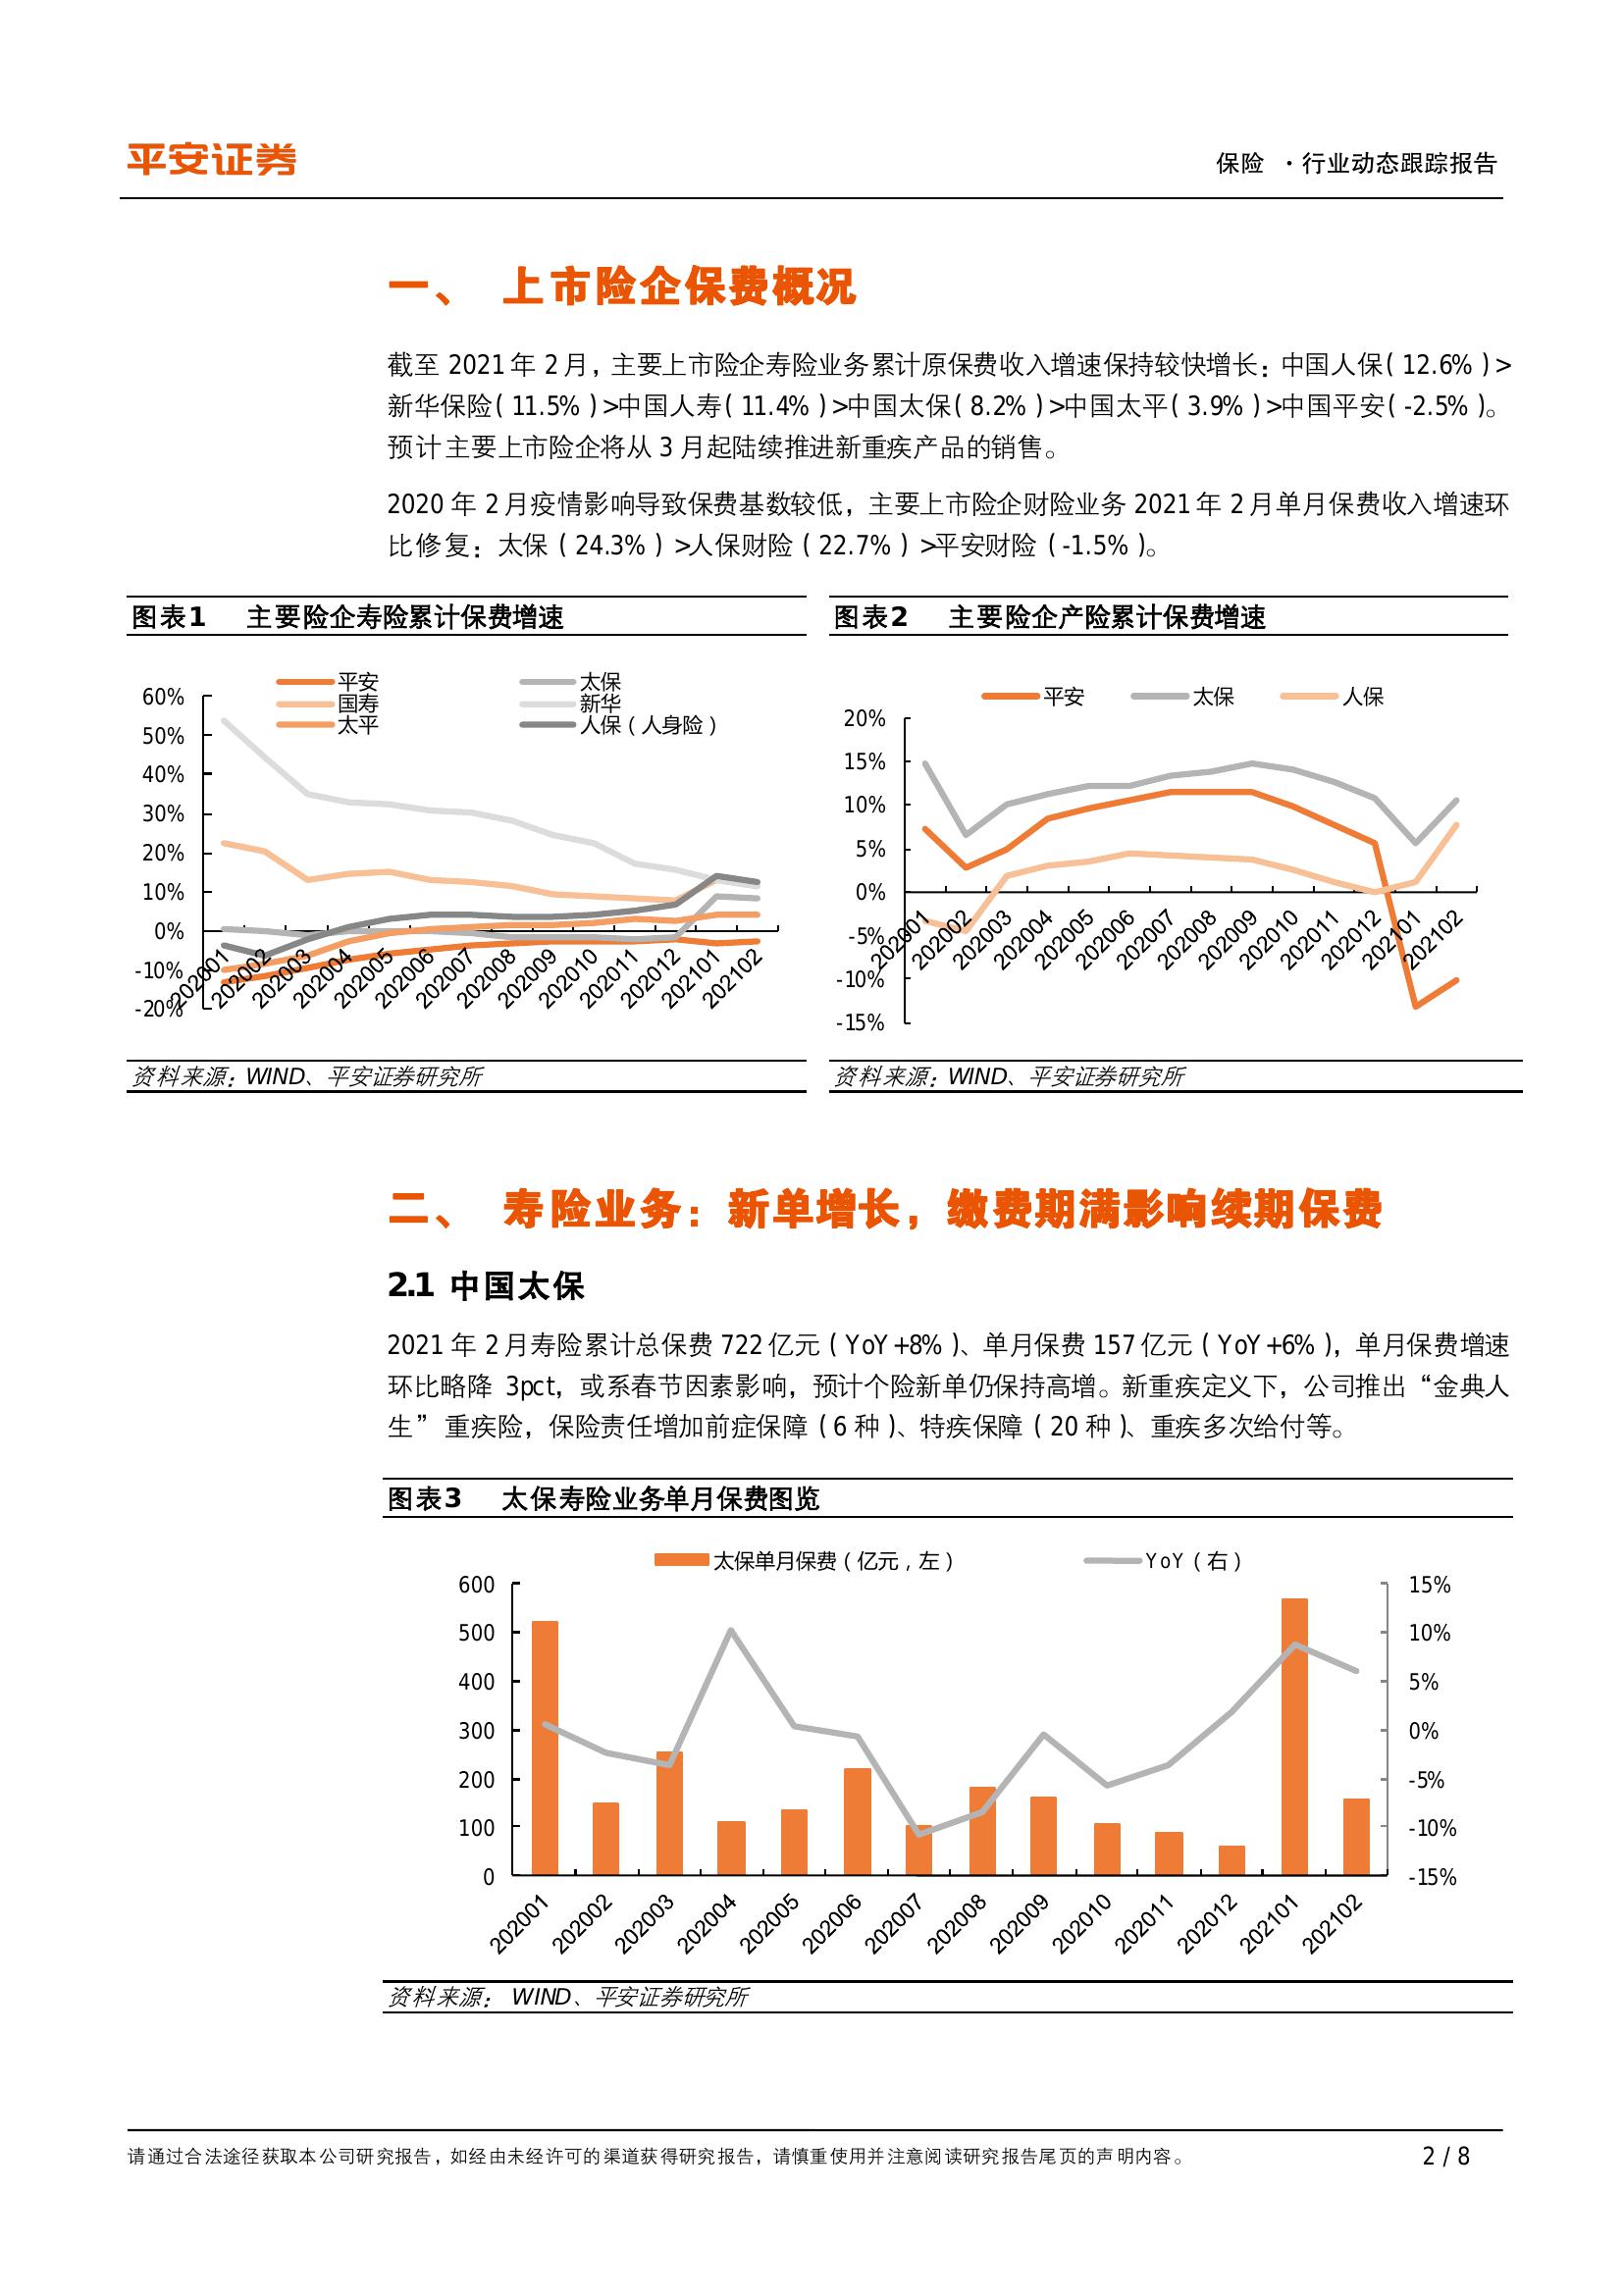 平安证券
保险 ·行业动态跟踪报告
一、 上市险企保费概况
截至 2021 年 2 月，主要上市险企寿险业务累计原保费收入增速保持较快增长：中国人保（12.6%）>
新华保险（11.5%）>中国人寿（11.4%）>中国太保（8.2%）>中国太平（3.9%）>中国平安（-2.5%）。
预计主要上市险企将从 3 月起陆续推进新重疾产品的销售。
2020 年 2 月疫情影响导致保费基数较低，主要上市险企财险业务 2021 年 2 月单月保费收入增速环
比修复：太保（24.3%）>人保财险（22.7%）>平安财险（-1.5%）。
图表1 主要险企寿险累计保费增速
平安 太保
国寿 新华
太平 人保（人身险）
60%
50%
40%
30%
20%
10%
0%
-10%
-20%
202001 202002 202003 202004 202005 202006 202007 202008 202009 202010 202011 202012 202101 202102
资料来源：WIND、平安证券研究所
图表2 主要险企产险累计保费增速
平安 太保 人保
20%
15%
10%
5%
0%
-5%
-10%
-15%
202001 202002 202003 202004 202005 202006 202007 202008 202009 202010 202011 202012 202101 202102
资料来源：WIND、平安证券研究所
二、 寿险业务：新单增长，缴费期满影响续期保费
2.1 中国太保
2021 年 2 月寿险累计总保费 722 亿元（YoY+8%）、单月保费 157 亿元（YoY+6%），单月保费增速
环比略降 3pct，或系春节因素影响，预计个险新单仍保持高增。新重疾定义下，公司推出“金典人
生”重疾险，保险责任增加前症保障（6 种）、特疾保障（20 种）、重疾多次给付等。
图表3 太保寿险业务单月保费图览
太保单月保费（亿元，左） YoY（右）
600
500
400
300
200
100
0
15%
10%
5%
0%
-5%
-10%
-15%
202001 202002 202003 202004 202005 202006 202007 202008 202009 202010 202011 202012 202101 202102
资料来源： WIND、平安证券研究所
请通过合法途径获取本公司研究报告，如经由未经许可的渠道获得研究报告，请慎重使用并注意阅读研究报告尾页的声明内容。
2 / 8